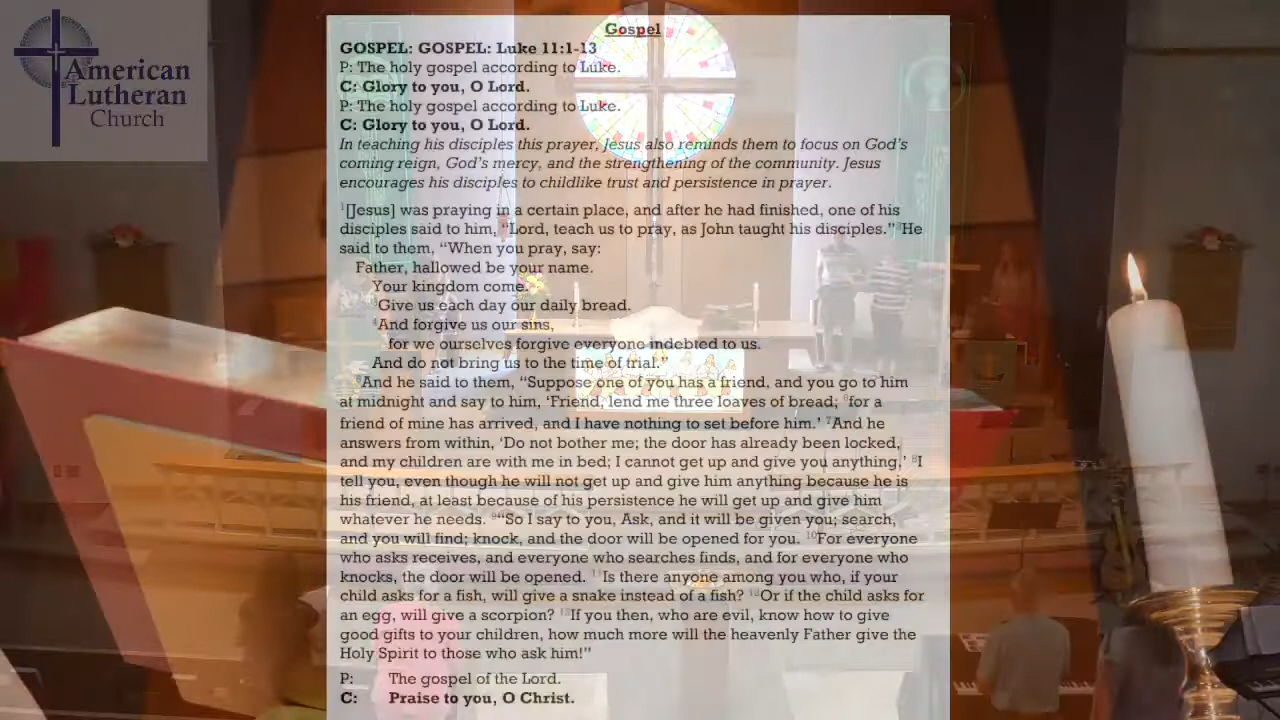 American
Lutheran
Church
Gospel
GOSPEL: GOSPEL: Luke 11:1-13
P: The holy gospel according to Luke.
C: Glory to you, O Lord.
P: The holy gospel according to Luke.
C: Glory to you, O Lord.
In teaching his disciples this prayer, Jesus also reminds them to focus on God’s
coming reign, God’s mercy, and the strengthening of the community. Jesus
encourages his disciples to childlike trust and persistence in prayer.
1[Jesus] was praying in a certain place, and after he had finished, one of his
disciples said to him, “Lord, teach us to pray, as John taught his disciples.” 2He
said to them, “When you pray, say:
Father, hallowed be your name.
Your kingdom come.
3Give us each day our daily bread.
4And forgive us our sins,
for we ourselves forgive everyone indebted to us.
And do not bring us to the time of trial.”
5And he said to them, “Suppose one of you has a friend, and you go to him
at midnight and say to him, ‘Friend, lend me three loaves of bread; 6for a
friend of mine has arrived, and I have nothing to set before him.’ 7And he
answers from within, ‘Do not bother me; the door has already been locked,
and my children are with me in bed; I cannot get up and give you anything.’ 8I
tell you, even though he will not get up and give him anything because he is
his friend, at least because of his persistence he will get up and give him
whatever he needs. 9“So I say to you, Ask, and it will be given you; search,
and you will find; knock, and the door will be opened for you. 10For everyone
who asks receives, and everyone who searches finds, and for everyone who
knocks, the door will be opened. 11Is there anyone among you who, if your
child asks for a fish, will give a snake instead of a fish? 12Or if the child asks for
an egg, will give a scorpion? 13If you then, who are evil, know how to give
good gifts to your children, how much more will the heavenly Father give the
Holy Spirit to those who ask him!”
P: The gospel of the Lord.
C: Praise to you, O Christ.